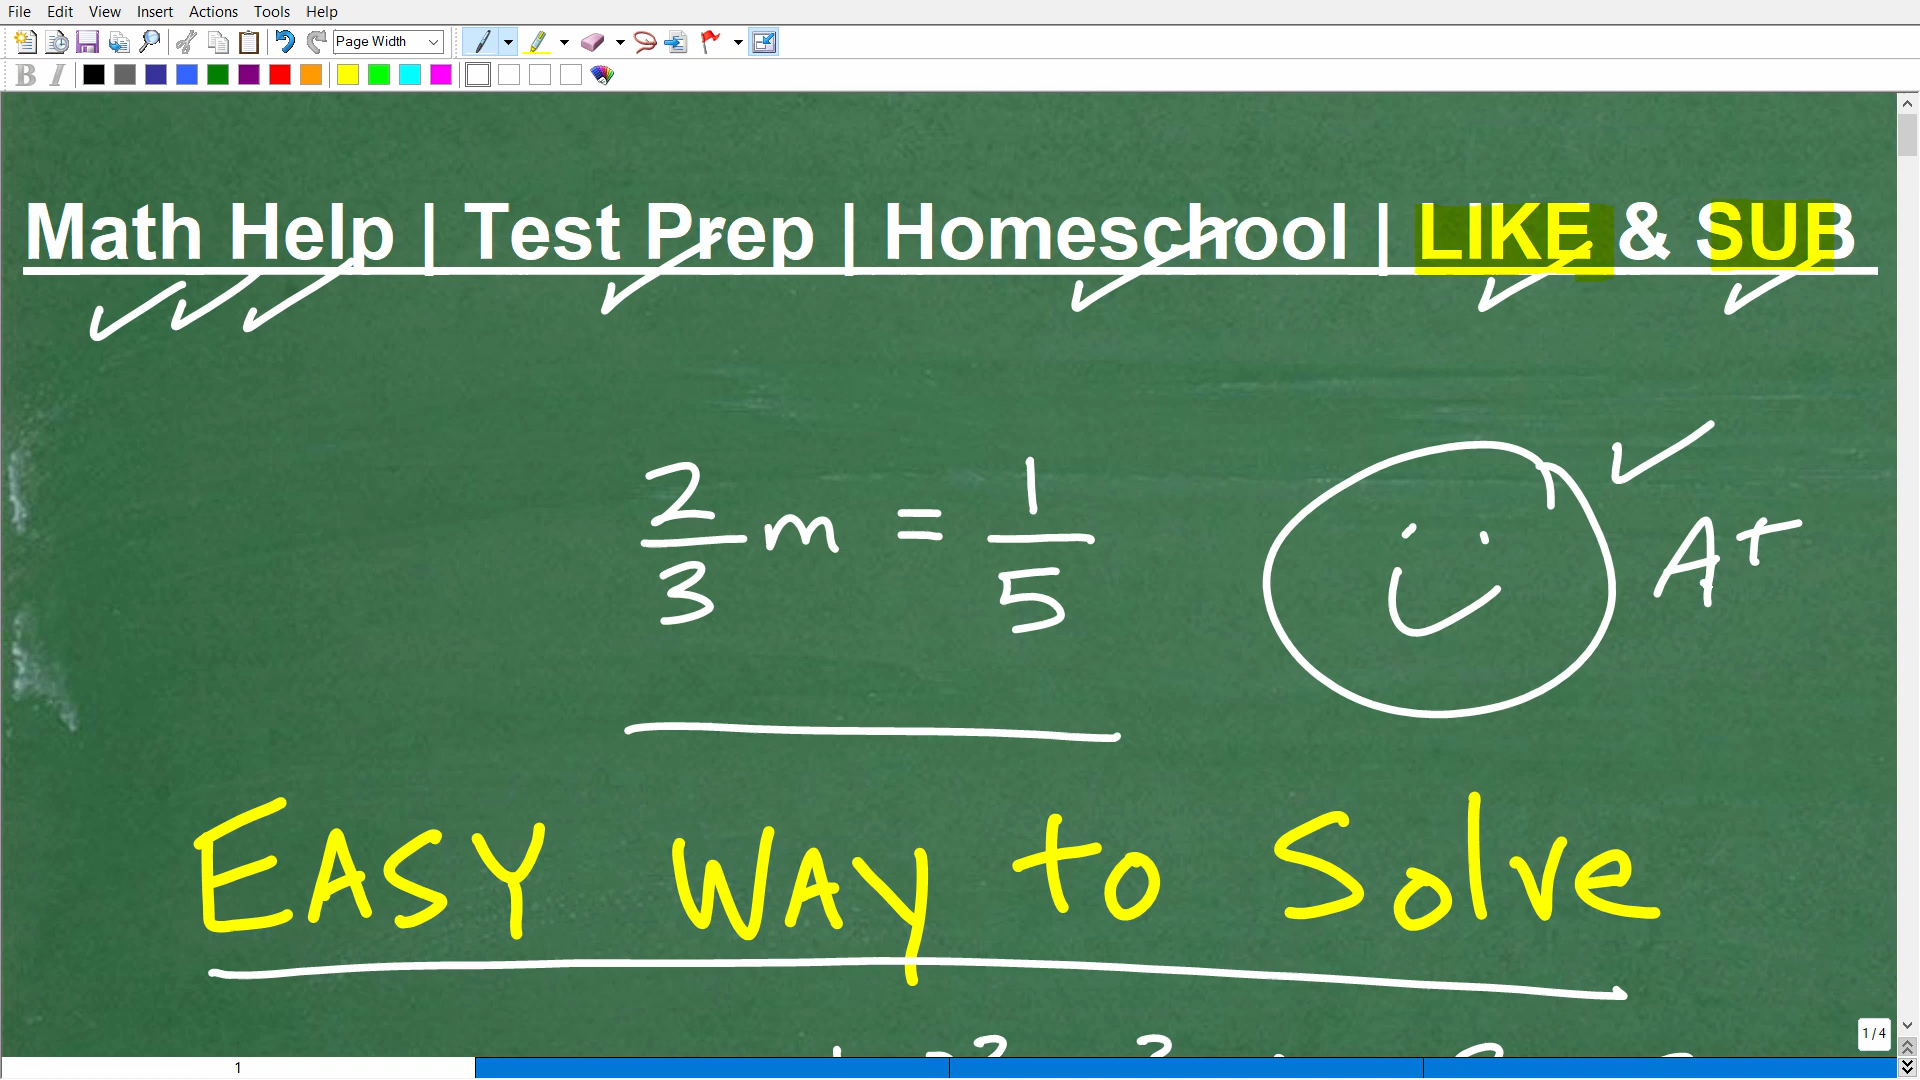 File Edit View Insert Actions Tools Help
Page Width
B I
Math Help | Test Prep | Homeschool | LIKE & SUB
2/3 m = 1/5
A+
EASY WAY to Solve
1 / 4
1